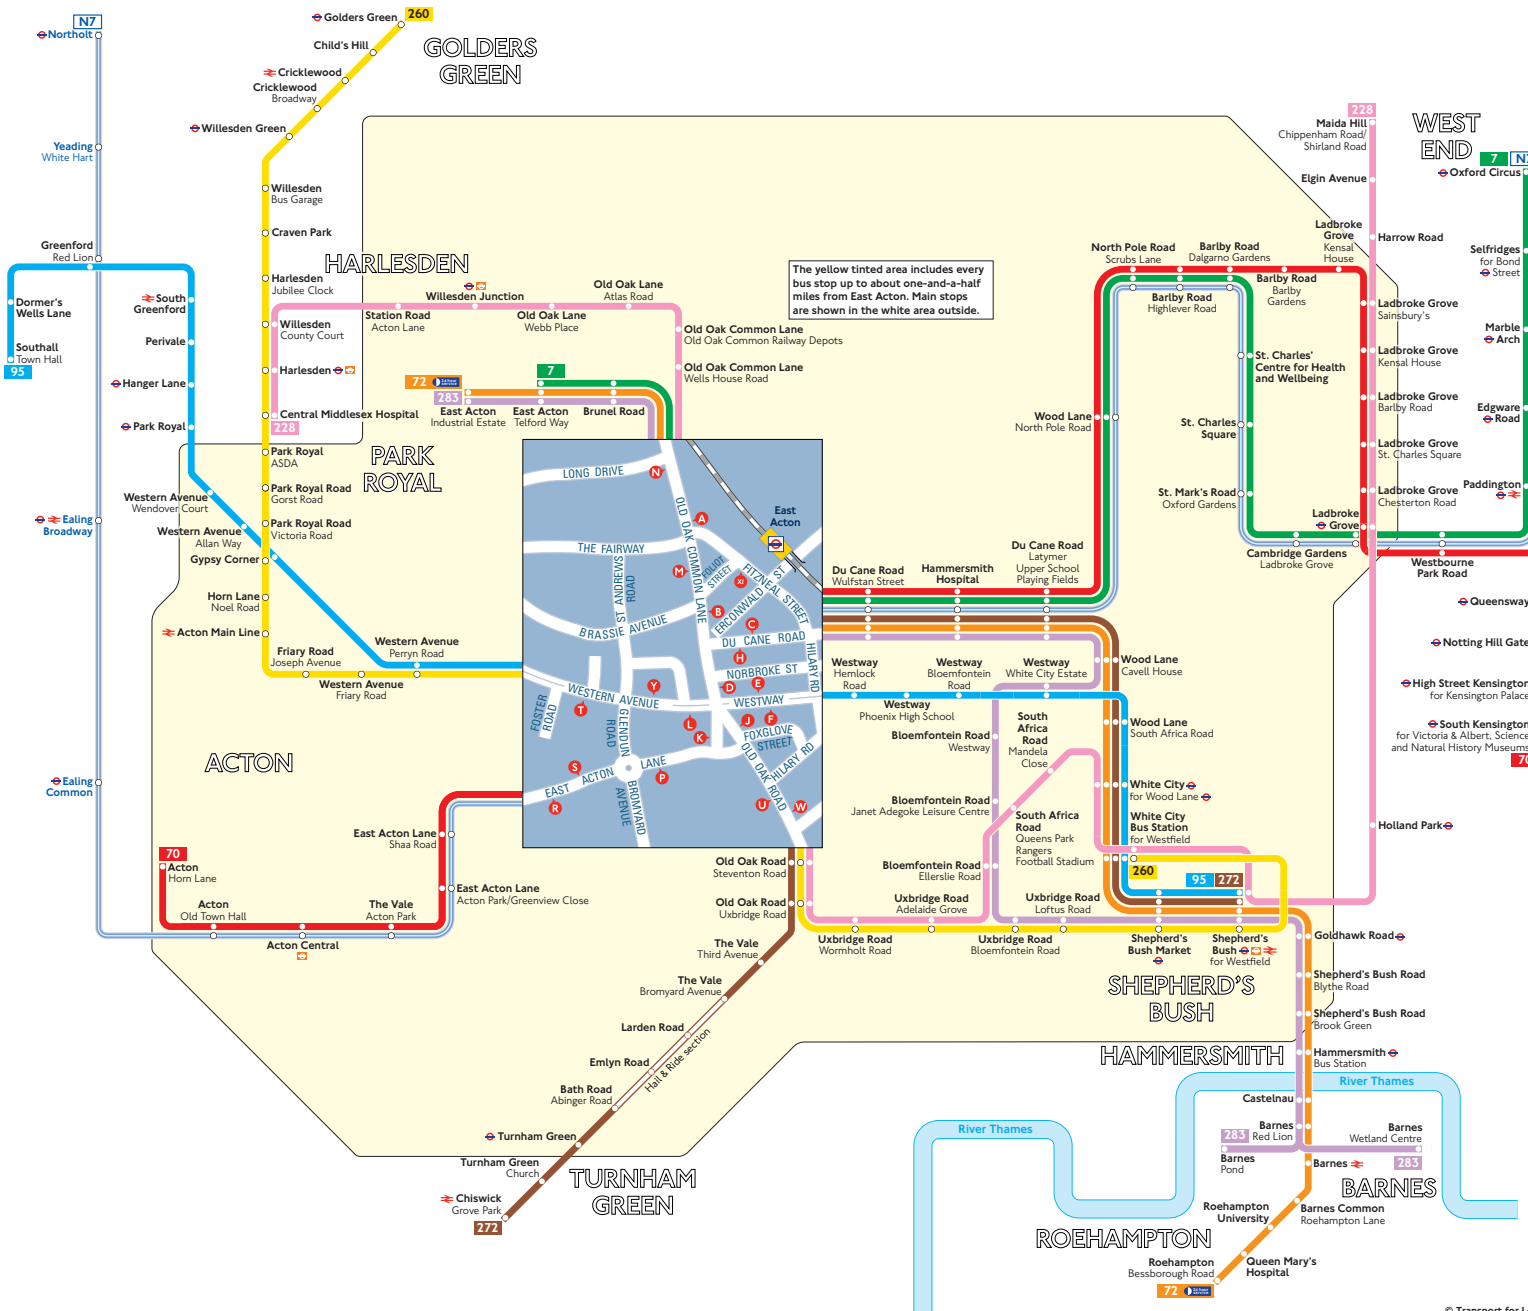 N7
Northolt
Yeading
White Hart
Greenford
Red Lion
Dormer's
Wells Lane
Southall
Town Hall
95
South
Greenford
Perivale
Hanger Lane
Park Royal
Western Avenue
Wendover Court
Western Avenue
Allan Way
Ealing
Broadway
Ealing
Common
Golders Green
260
GOLDERS
GREEN
Child's Hill
Cricklewood
Cricklewood
Broadway
Willesden Green
Willesden
Bus Garage
Craven Park
Harlesden
Jubilee Clock
Willesden
County Court
Harlesden
Central Middlesex Hospital
228
Park Royal
ASDA
Park Royal Road
Gorst Road
Park Royal Road
Victoria Road
Gypsy Corner
Horn Lane
Noel Road
Acton Main Line
Friary Road
Joseph Avenue
Western Avenue
Friary Road
Western Avenue
Perryn Road
HARLESDEN
PARK
ROYAL
ACTON
Station Road
Acton Lane
Willesden Junction
Old Oak Lane
Webb Place
Old Oak Lane
Atlas Road
Old Oak Common Lane
Old Oak Common Railway Depots
Old Oak Common Lane
Wells House Road
72
24 hour
service
283
7
East Acton
Industrial Estate
East Acton
Telford Way
Brunel Road
The yellow tinted area includes every
bus stop up to about one-and-a-half
miles from East Acton. Main stops
are shown in the white area outside.
LONG DRIVE
THE FAIRWAY
OLD OAK COMMON LANE
ST ANDREWS
ROAD
BRASSIE AVENUE
FOLIOT
STREET
FITZNEAL STREET
ERCONWALD ST
DU CANE ROAD
NORBROKE ST
HILARY RD
WESTERN AVENUE
WESTWAY
FOSTER
ROAD
GLENDUN
ROAD
FOXGLOVE
STREET
OLD OAK ROAD
HILARY RD
EAST ACTON LANE
BROMYARD
AVENUE
East
Acton
N
A
M
XI
B
C
H
D
E
Y
T
L
K
J
F
S
P
R
U
W
70
Acton
Horn Lane
Acton
Old Town Hall
Acton Central
The Vale
Acton Park
East Acton Lane
Shaa Road
East Acton Lane
Acton Park/Greenview Close
Old Oak Road
Steventon Road
Old Oak Road
Uxbridge Road
The Vale
Third Avenue
The Vale
Bromyard Avenue
Larden Road
Hail & Ride section
Emlyn Road
Bath Road
Abinger Road
Turnham Green
Turnham Green
Church
Chiswick
Grove Park
272
TURNHAM
GREEN
Du Cane Road
Wulfstan Street
Hammersmith
Hospital
Du Cane Road
Latymer
Upper School
Playing Fields
Wood Lane
North Pole Road
North Pole Road
Scrubs Lane
Barlby Road
Highlever Road
Barlby Road
Dalgarno Gardens
Barlby Road
Barlby
Gardens
Ladbroke
Grove
Kensal
House
St. Charles'
Centre for Health
and Wellbeing
St. Charles
Square
St. Mark's Road
Oxford Gardens
Cambridge Gardens
Ladbroke Grove
Ladbroke
Grove
228
Maida Hill
Chippenham Road/
Shirland Road
Elgin Avenue
Harrow Road
Ladbroke Grove
Sainsbury's
Ladbroke Grove
Kensal House
Ladbroke Grove
Barlby Road
Ladbroke Grove
St. Charles Square
Ladbroke Grove
Chesterton Road
Westbourne
Park Road
WEST
END
7
N7
Oxford Circus
Selfridges
for Bond
Street
Marble
Arch
Edgware
Road
Paddington
Queensway
Notting Hill Gate
High Street Kensington
for Kensington Palace
South Kensington
for Victoria & Albert, Science
and Natural History Museums
70
Holland Park
Westway
Hemlock
Road
Westway
Phoenix High School
Westway
Bloemfontein
Road
Westway
White City Estate
Wood Lane
Cavell House
Wood Lane
South Africa Road
White City
for Wood Lane
White City
Bus Station
for Westfield
260
95
272
Bloemfontein Road
Westway
Bloemfontein Road
Janet Adegoke Leisure Centre
Bloemfontein Road
Ellerslie Road
South
Africa
Road
Mandela
Close
South Africa
Road
Queens Park
Rangers
Football Stadium
Uxbridge Road
Wormholt Road
Uxbridge Road
Adelaide Grove
Uxbridge Road
Bloemfontein Road
Uxbridge Road
Loftus Road
Shepherd's
Bush Market
Shepherd's
Bush
for Westfield
SHEPHERD'S
BUSH
Goldhawk Road
Shepherd's Bush Road
Blythe Road
Shepherd's Bush Road
Brook Green
HAMMERSMITH
Hammersmith
Bus Station
River Thames
River Thames
Castelnau
Barnes
Red Lion
283
Barnes
Pond
Barnes
Wetland Centre
283
Barnes
BARNES
Barnes Common
Roehampton Lane
Roehampton
University
ROEHAMPTON
Queen Mary's
Hospital
Roehampton
Bessborough Road
72
24 hour
service
© Transport for L